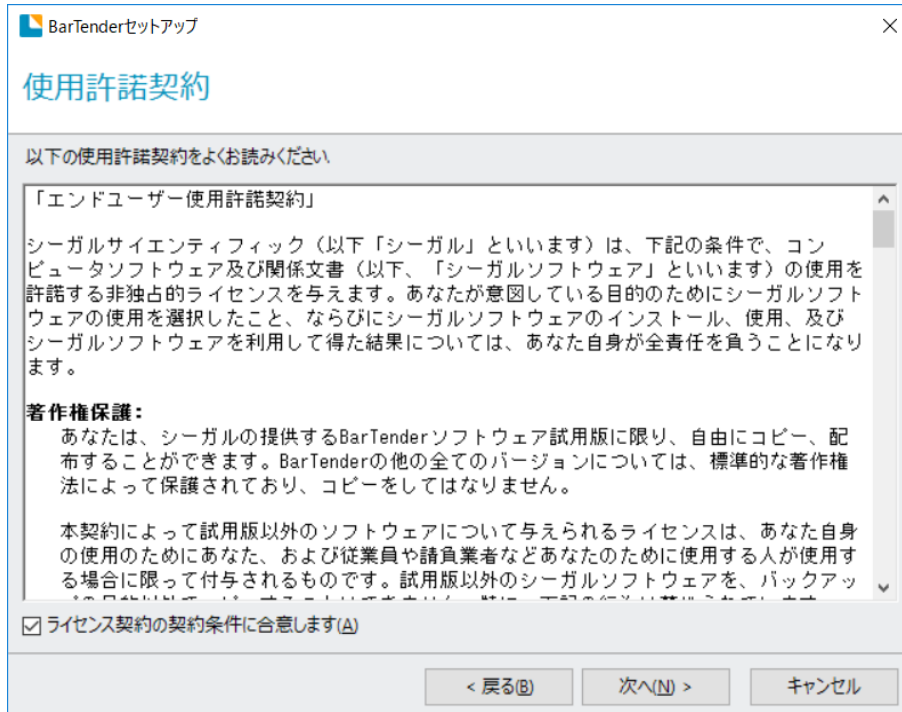 BarTenderセットアップ
使用許諾契約
以下の使用許諾契約をよくお読みください
「エンドユーザー使用許諾契約」
シーガルサイエンティフィック（以下「シーガル」といいます）は、下記の条件で、コン
ピュータソフトウェア及び関係文書（以下、「シーガルソフトウェア」といいます）の使用を
許諾する非独占的ライセンスを与えます。あなたが意図している目的のためにシーガルソフト
ウェアの使用を選択したこと、ならびにシーガルソフトウェアのインストール、使用、及び
シーガルソフトウェアを利用して得た結果については、あなた自身が全責任を負うことになり
ます。
著作権保護：
あなたは、シーガルの提供するBarTenderソフトウェア試用版に限り、自由にコピー、配
布することができます。BarTenderの他の全てのバージョンについては、標準的な著作権
法によって保護されており、コピーをしてはなりません。
本契約によって試用版以外のソフトウェアについて与えられるライセンスは、あなた自身
の使用のためにあなた、および従業員や請負業者などあなたのために使用する人が使用す
る場合に限って付与されるものです。試用版以外のシーガルソフトウェアを、バックアッ
ライセンス契約の契約条件に合意します(A)
< 戻る(B)
次へ(N) >
キャンセル